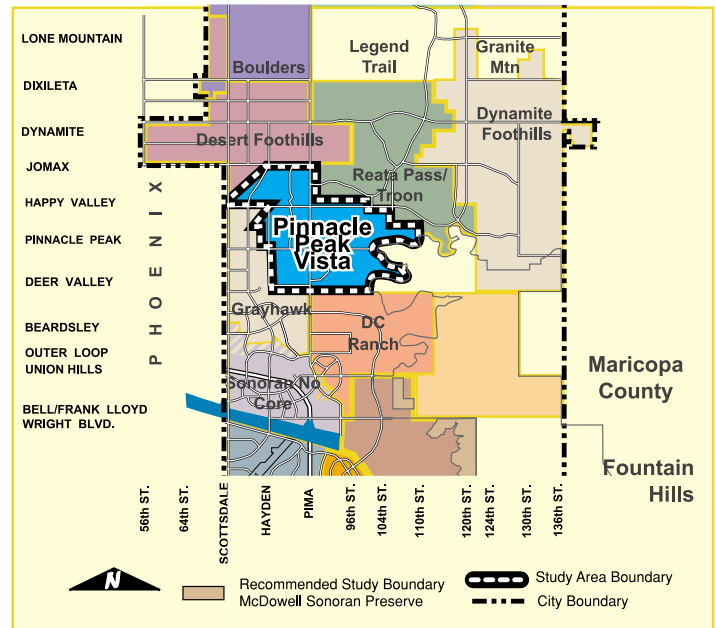 LONE MOUNTAIN
DIXILETA
DYNAMITE
JOMAX
HAPPY VALLEY
PINNACLE PEAK
DEER VALLEY
BEARDSLEY
OUTER LOOP
UNION HILLS
BELL/FRANK LLOYD
WRIGHT BLVD.
PHOENIX
Boulders
Legend
Trail
Granite
Mtn
Desert Foothills
Dynamite
Foothills
Reata Pass/
Troon
Pinnacle
Peak
Vista
Grayhawk
DC
Ranch
Sonoran No
Core
Maricopa
County
Fountain
Hills
56th ST.
64th ST.
SCOTTSDALE
HAYDEN
PIMA
96th ST.
104th ST.
110th ST.
120th ST.
124th ST.
130th ST.
136th ST.
N
Recommended Study Boundary
McDowell Sonoran Preserve
Study Area Boundary
City Boundary